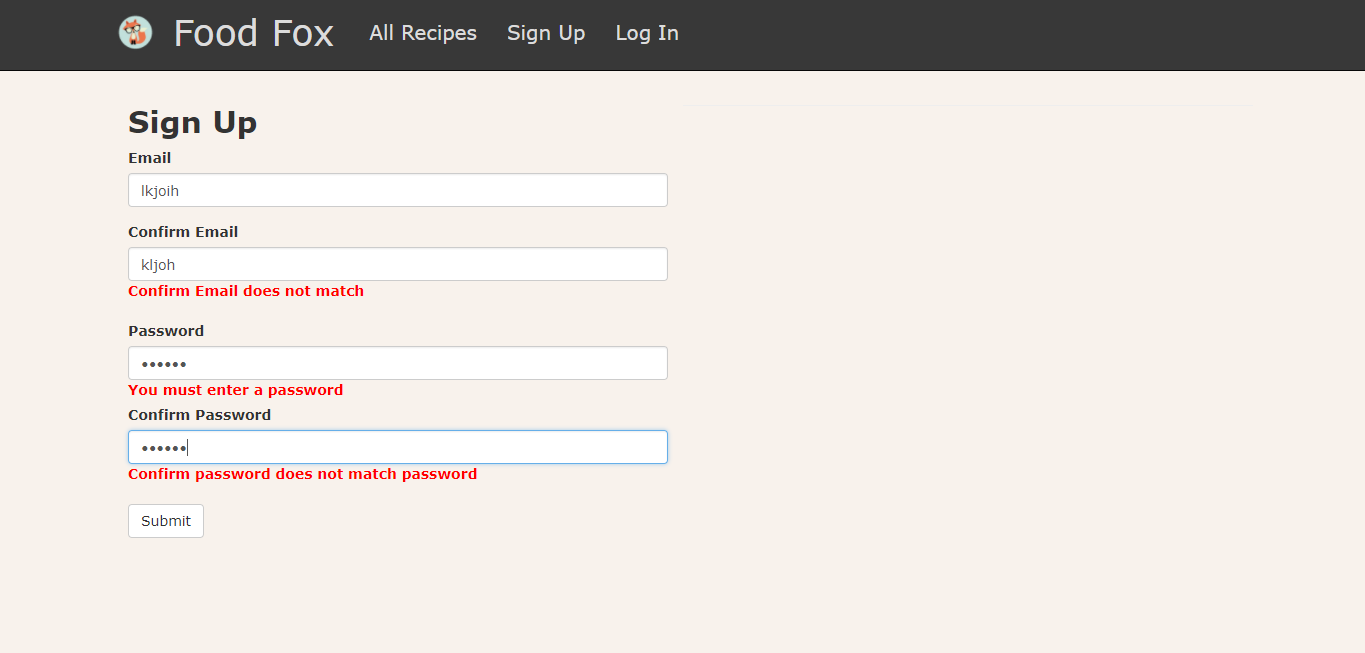 Food Fox All Recipes Sign Up Log In
Sign Up
Email
lkjoih
Confirm Email
kljoh
Confirm Email does not match
Password
••••••
You must enter a password
Confirm Password
••••••
Confirm password does not match password
Submit